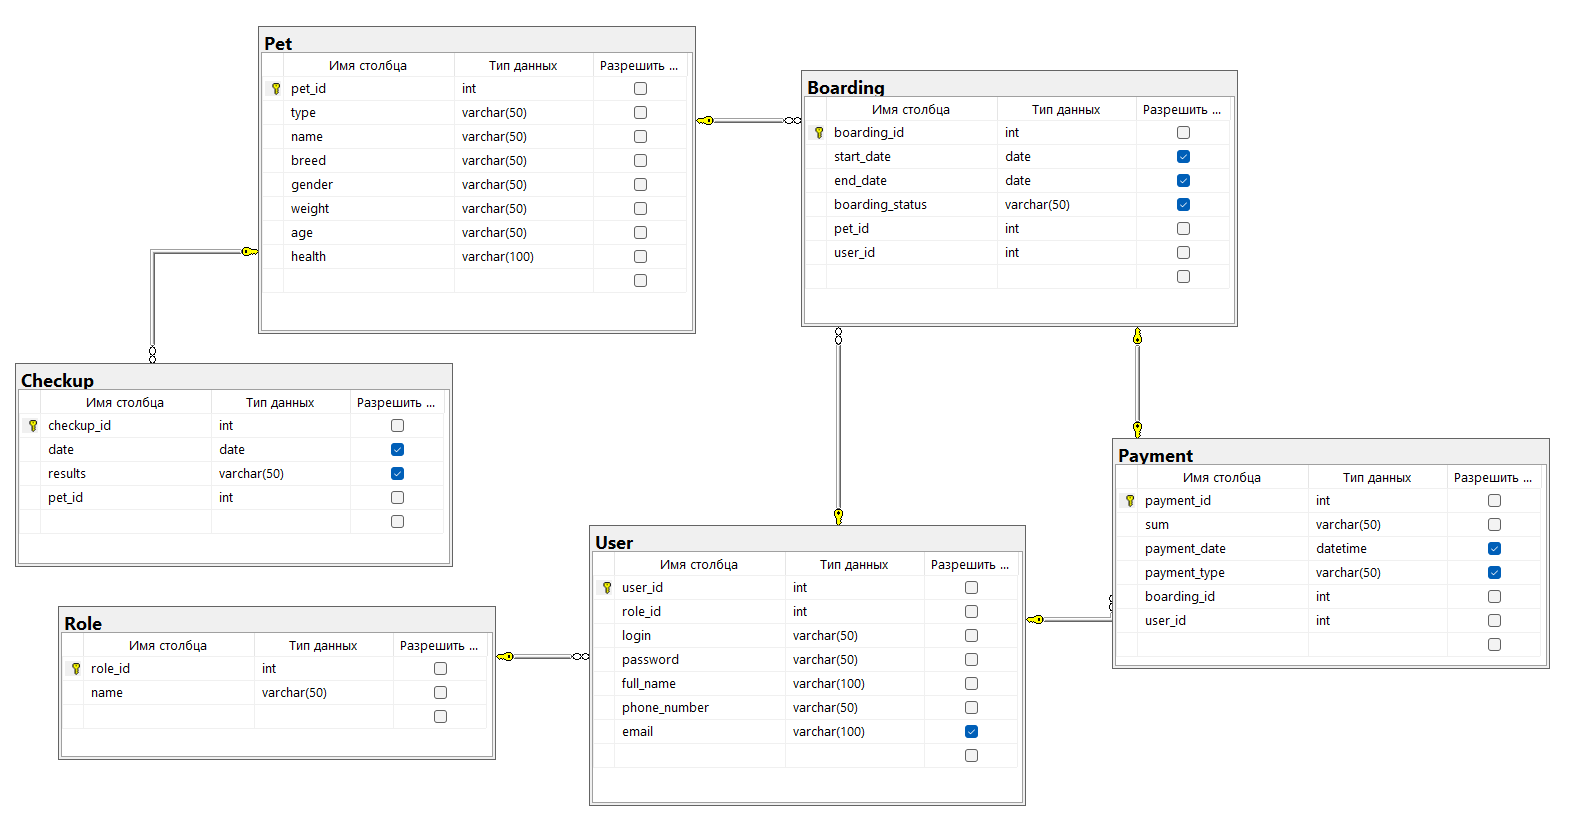 Pet
Имя столбца Тип данных Разрешить ...
pet_id int
type varchar(50)
name varchar(50)
breed varchar(50)
gender varchar(50)
weight varchar(50)
age varchar(50)
health varchar(100)
Boarding
Имя столбца Тип данных Разрешить ...
boarding_id int
start_date date
end_date date
boarding_status varchar(50)
pet_id int
user_id int
Checkup
Имя столбца Тип данных Разрешить ...
checkup_id int
date date
results varchar(50)
pet_id int
Payment
Имя столбца Тип данных Разрешить ...
payment_id int
sum varchar(50)
payment_date datetime
payment_type varchar(50)
boarding_id int
user_id int
User
Имя столбца Тип данных Разрешить ...
user_id int
role_id int
login varchar(50)
password varchar(50)
full_name varchar(100)
phone_number varchar(50)
email varchar(100)
Role
Имя столбца Тип данных Разрешить ...
role_id int
name varchar(50)